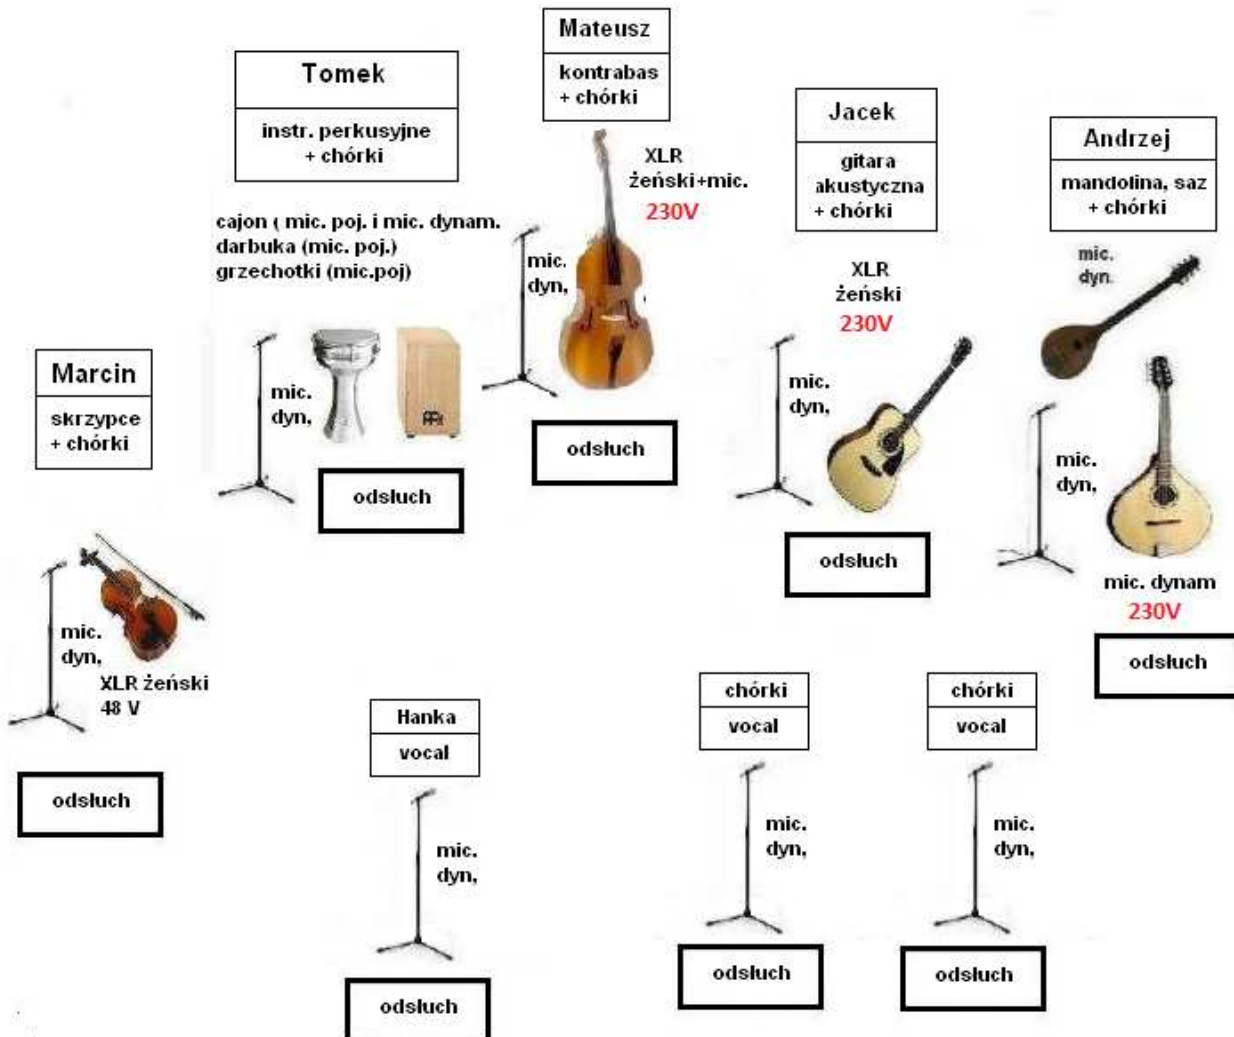 Mateusz
kontrabas
+ chórki
Tomek
instr. perkusyjne
+ chórki
Jacek
gitara
akustyczna
+ chórki
Andrzej
mandolina, saz
+ chórki
XLR
żeński+mic.
230V
cajon ( mic. poj. i mic. dynam.
darbuka (mic. poj.)
grzechotki (mic.poj)
mic.
dyn,
mic.
dyn.
XLR
żeński
230V
Marcin
skrzypce
+ chórki
mic.
dyn,
odsłuch
odsłuch
mic.
dyn,
odsłuch
mic.
dyn,
mic. dynam
230V
odsłuch
mic.
dyn,
XLR żeński
48 V
odsłuch
Hanka
vocal
mic.
dyn,
odsłuch
chórki
vocal
mic.
dyn,
odsłuch
chórki
vocal
mic.
dyn,
odsłuch